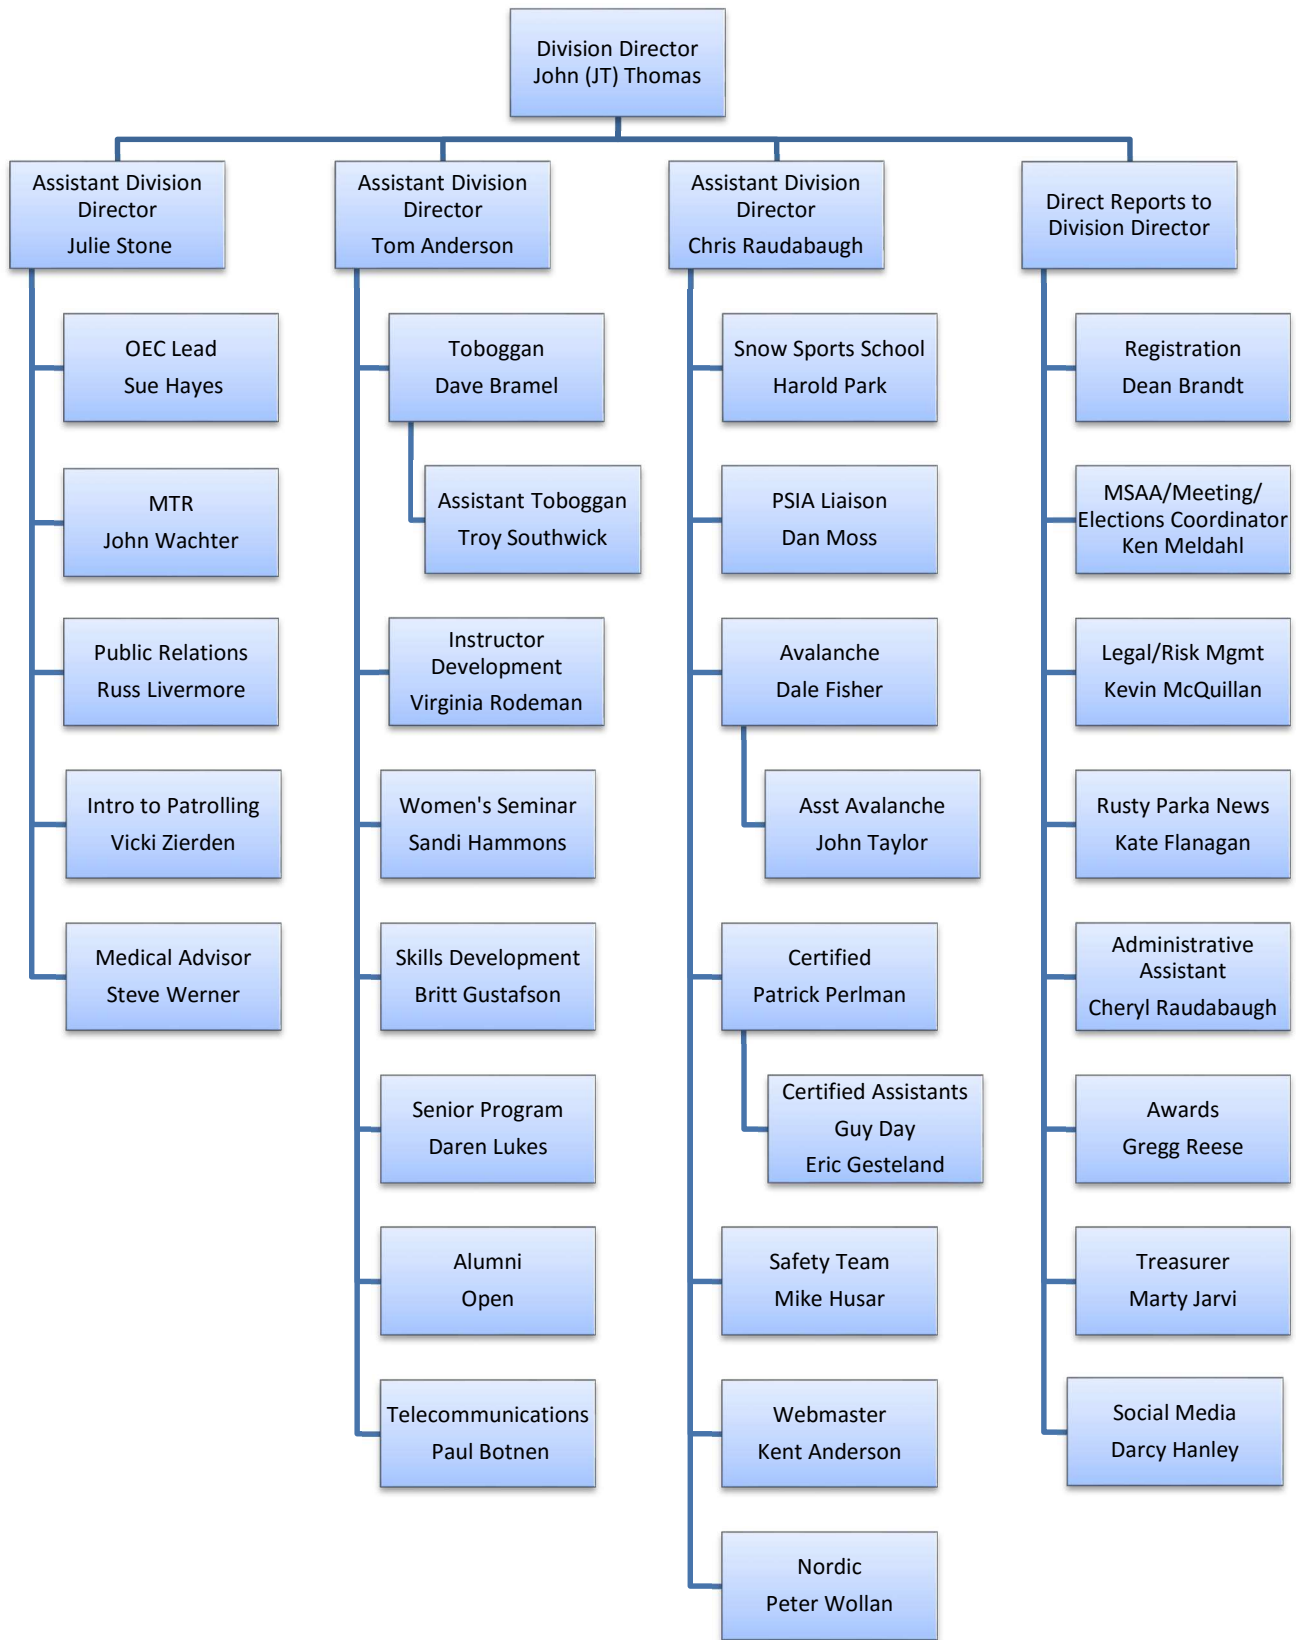 Division Director
John (JT) Thomas
Assistant Division
Director
Julie Stone
OEC Lead
Sue Hayes
MTR
John Wachter
Public Relations
Russ Livermore
Intro to Patrolling
Vicki Zierden
Medical Advisor
Steve Werner
Assistant Division
Director
Tom Anderson
Toboggan
Dave Bramel
Assistant Toboggan
Troy Southwick
Instructor
Development
Virginia Rodeman
Women's Seminar
Sandi Hammons
Skills Development
Britt Gustafson
Senior Program
Daren Lukes
Alumni
Open
Telecommunications
Paul Botnen
Assistant Division
Director
Chris Raudabaugh
Snow Sports School
Harold Park
PSIA Liaison
Dan Moss
Avalanche
Dale Fisher
Asst Avalanche
John Taylor
Certified
Patrick Perlman
Certified Assistants
Guy Day
Eric Gesteland
Safety Team
Mike Husar
Webmaster
Kent Anderson
Nordic
Peter Wollan
Direct Reports to
Division Director
Registration
Dean Brandt
MSAA/Meeting/
Elections Coordinator
Ken Meldahl
Legal/Risk Mgmt
Kevin McQuillan
Rusty Parka News
Kate Flanagan
Administrative
Assistant
Cheryl Raudabaugh
Awards
Gregg Reese
Treasurer
Marty Jarvi
Social Media
Darcy Hanley